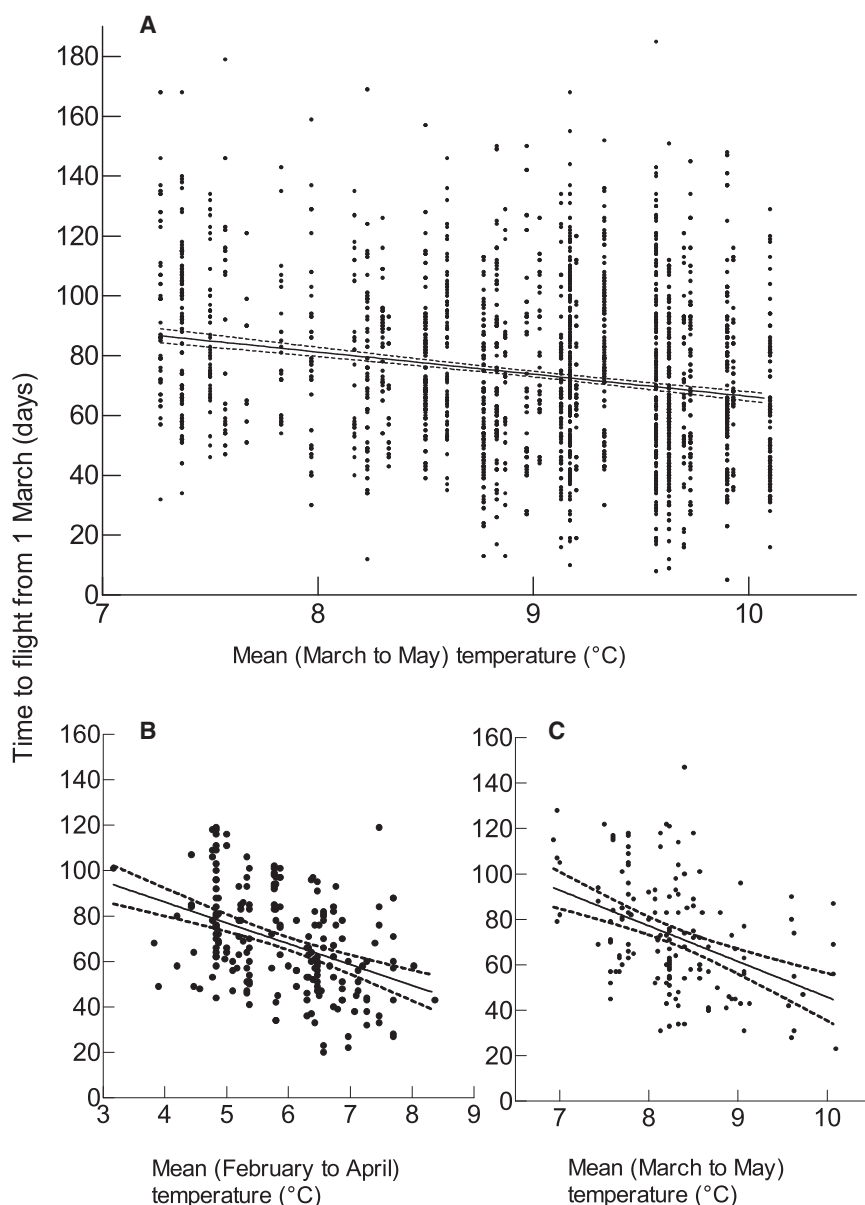 A
180
160
140
120
100
80
60
40
20
0
7 8 9 10
Mean (March to May) temperature (°C)
Time to flight from 1 March (days)
B
160
140
120
100
80
60
40
20
0
3 4 5 6 7 8 9
Mean (February to April)
temperature (°C)
C
160
140
120
100
80
60
40
20
0
7 8 9 10
Mean (March to May)
temperature (°C)